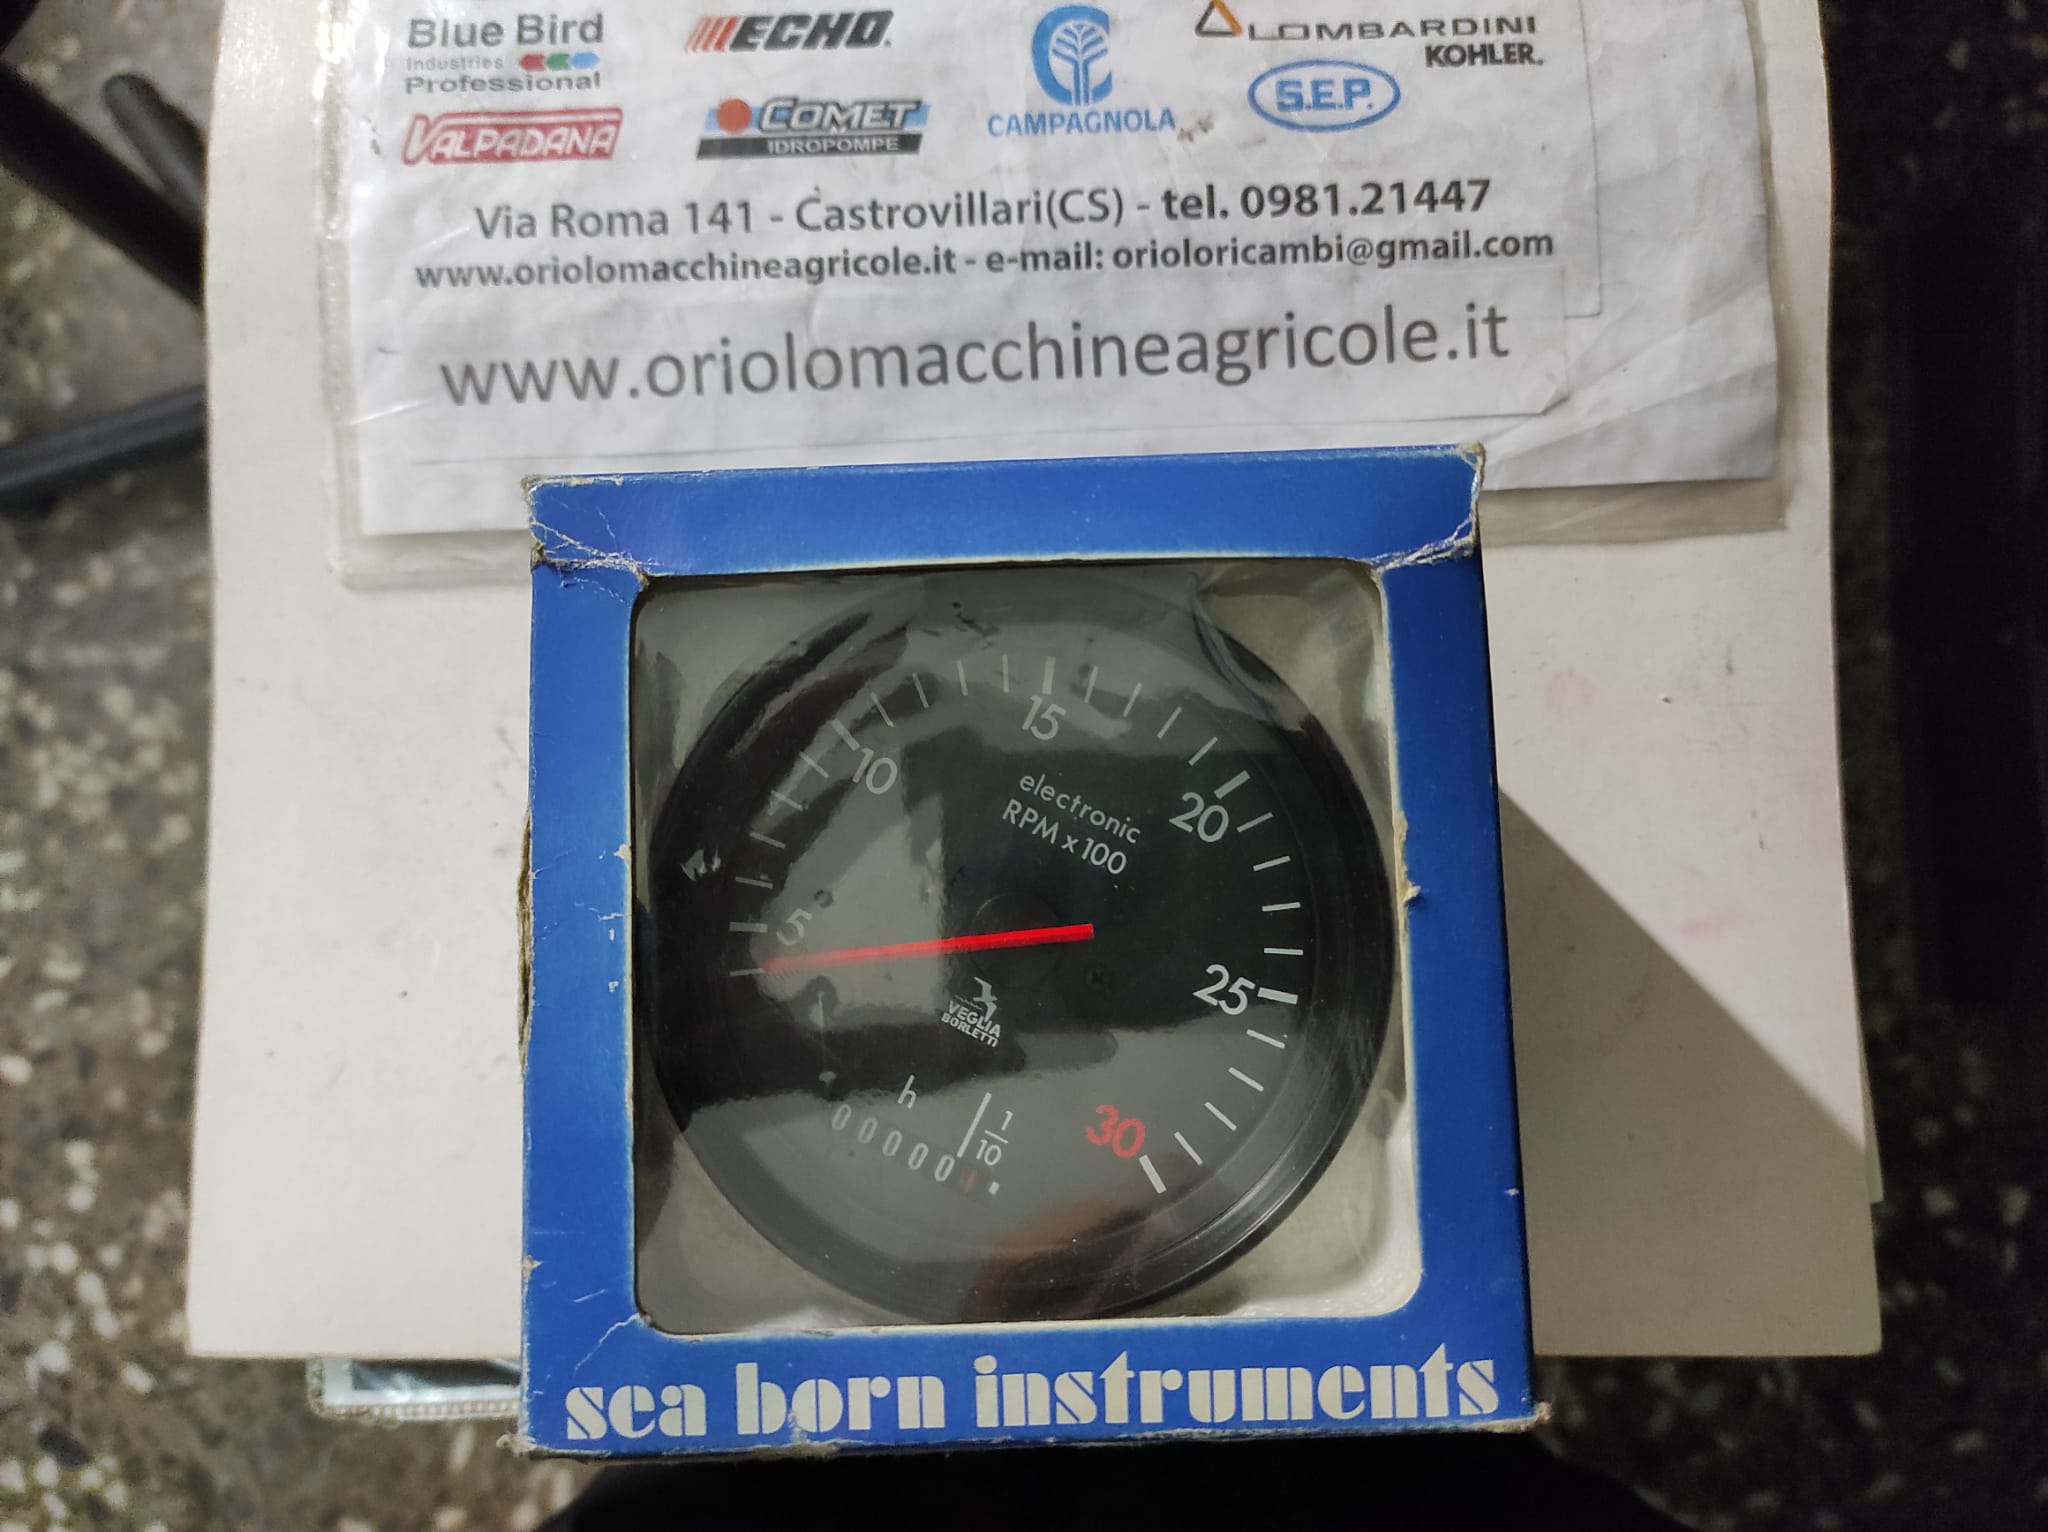 Blue Bird
Industries
Professional
ECHO
CAMPAGNOLA
LOMBARDINI
KOHLER.
S.E.P.
VALPADANA
COMET
IDROPOMPE
Via Roma 141 - Castrovillari(CS) - tel. 0981.21447
www.oriolomacchineagricole.it - e-mail: orioloricambi@gmail.com
www.oriolomacchineagricole.it
5
10
15
20
25
30
electronic
RPM x 100
VEGLIA
BORLETTI
h
1/10
00000
sea born instruments